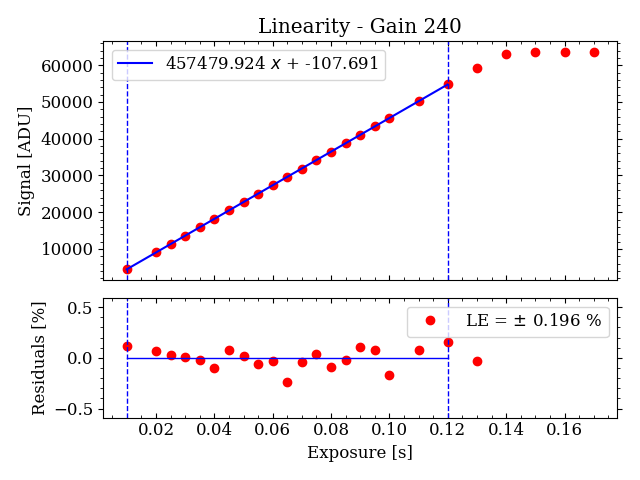 Linearity - Gain 240
457479.924 x + -107.691
Signal [ADU]
60000
50000
40000
30000
20000
10000
LE = ± 0.196 %
Residuals [%]
0.5
0.0
−0.5
0.02 0.04 0.06 0.08 0.10 0.12 0.14 0.16
Exposure [s]